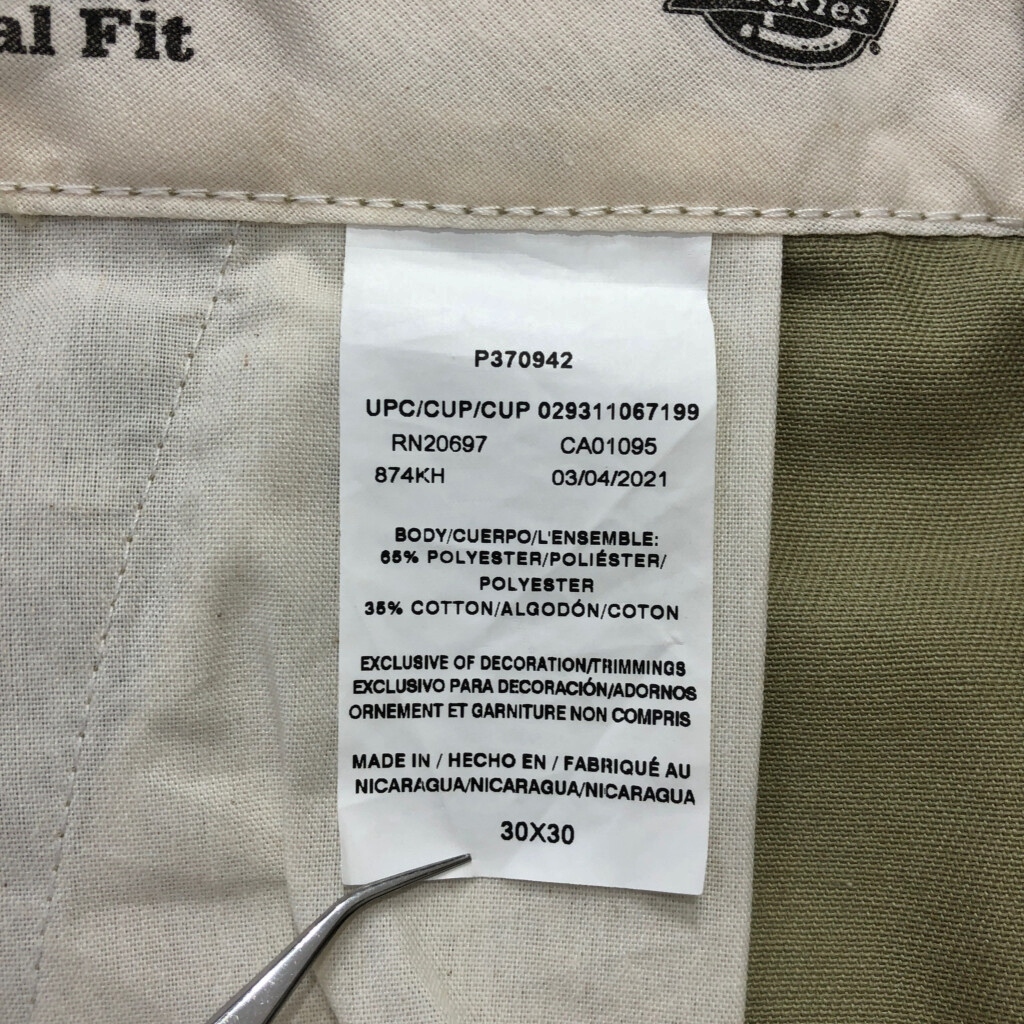 al Fit
P370942
UPC/CUP/CUP 029311067199
RN20697 CA01095
874KH 03/04/2021
BODY/CUERPO/L'ENSEMBLE:
65% POLYESTER/POLIÉSTER/
POLYESTER
35% COTTON/ALGODÓN/COTON
EXCLUSIVE OF DECORATION/TRIMMINGS
EXCLUSIVO PARA DECORACIÓN/ADORNOS
ORNEMENT ET GARNITURE NON COMPRIS
MADE IN / HECHO EN / FABRIQUÉ AU
NICARAGUA/NICARAGUA/NICARAGUA
30X30